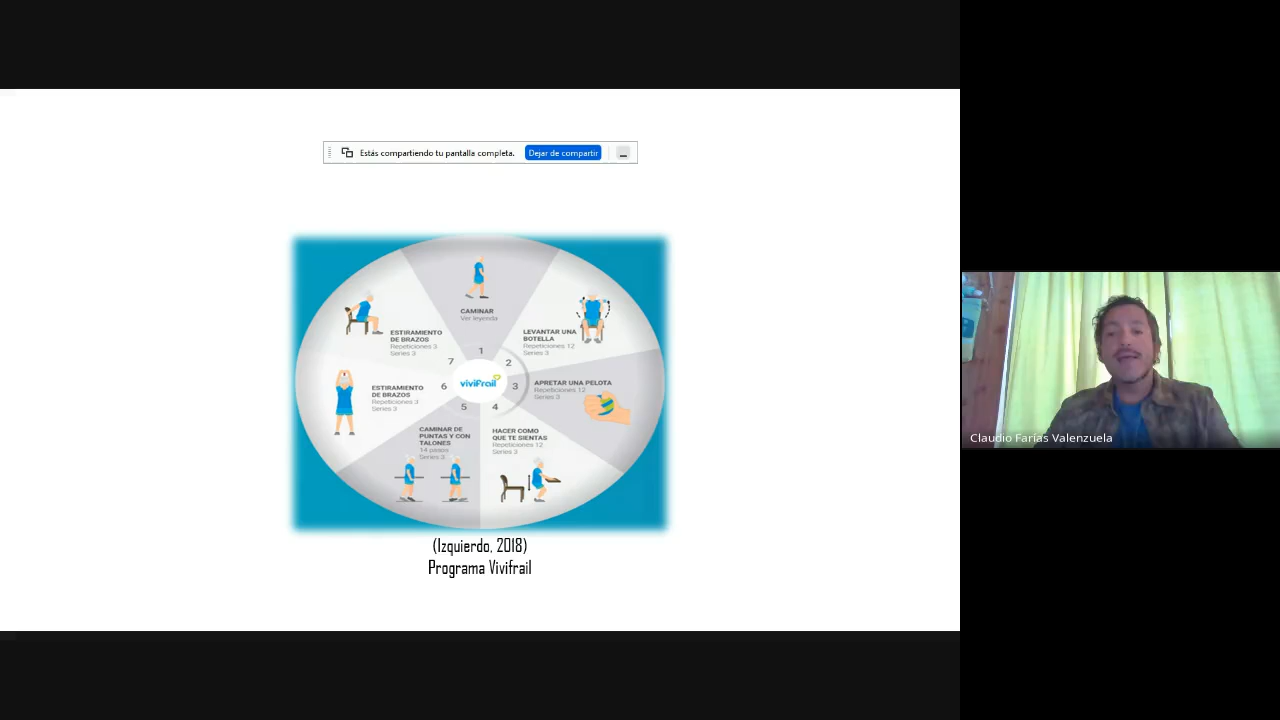 Estás compartiendo tu pantalla completa.
Dejar de compartir
CAMINAR
Ver leyenda
1
LEVANTAR UNA
BOTELLA
Repeticiones 12
Series 3
2
APRETAR UNA PELOTA
Repeticiones 12
Series 3
3
HACER COMO
QUE TE SIENTAS
Repeticiones 12
Series 3
4
CAMINAR DE
PUNTAS Y CON
TALONES
14 pasos
Series 3
5
ESTIRAMIENTO
DE BRAZOS
Repeticiones 3
Series 3
6
ESTIRAMIENTO
DE BRAZOS
Repeticiones 3
Series 3
7
vivifrail
(Izquierdo, 2018)
Programa Vivifrail
Claudio Farías Valenzuela